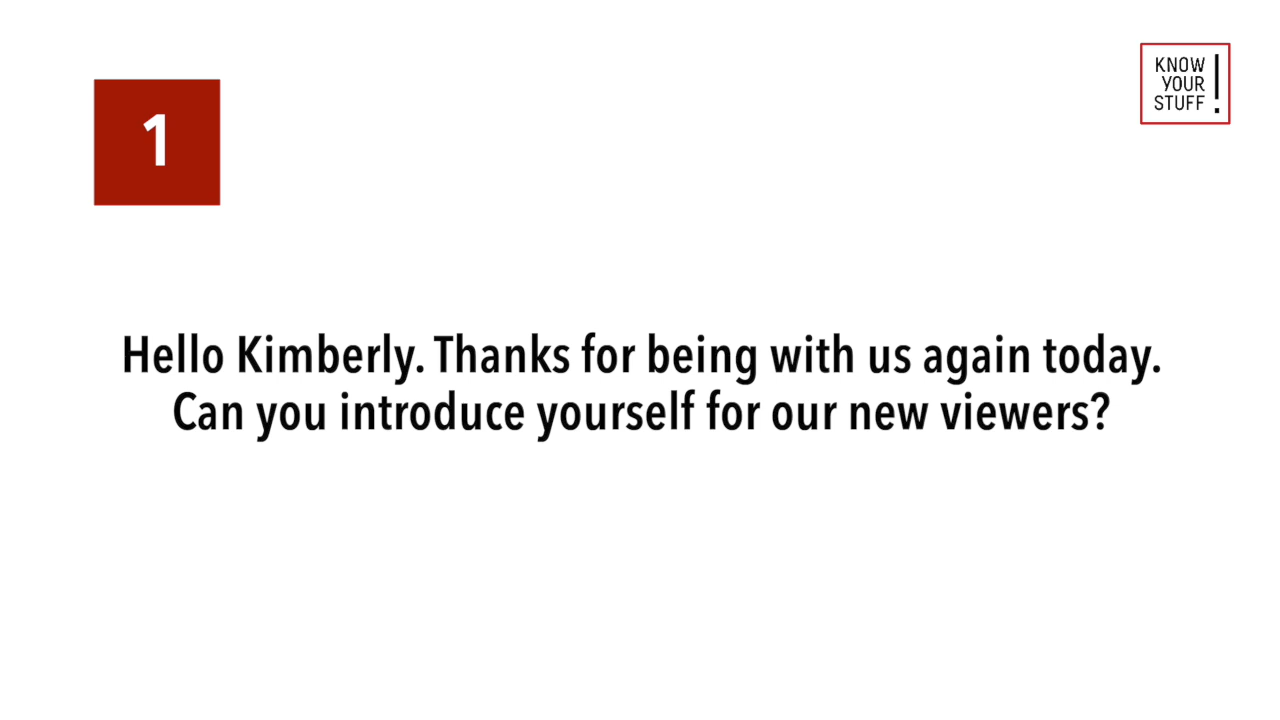 1
KNOW
YOUR
STUFF!
Hello Kimberly. Thanks for being with us again today.
Can you introduce yourself for our new viewers?